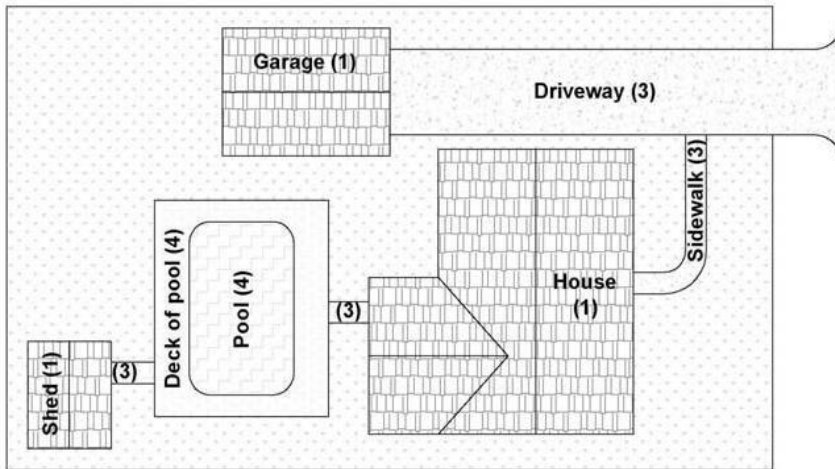 Garage (1)
Driveway (3)
Sidewalk (3)
House
(1)
Deck of pool (4)
Pool (4)
(3)
Shed (1)
(3)